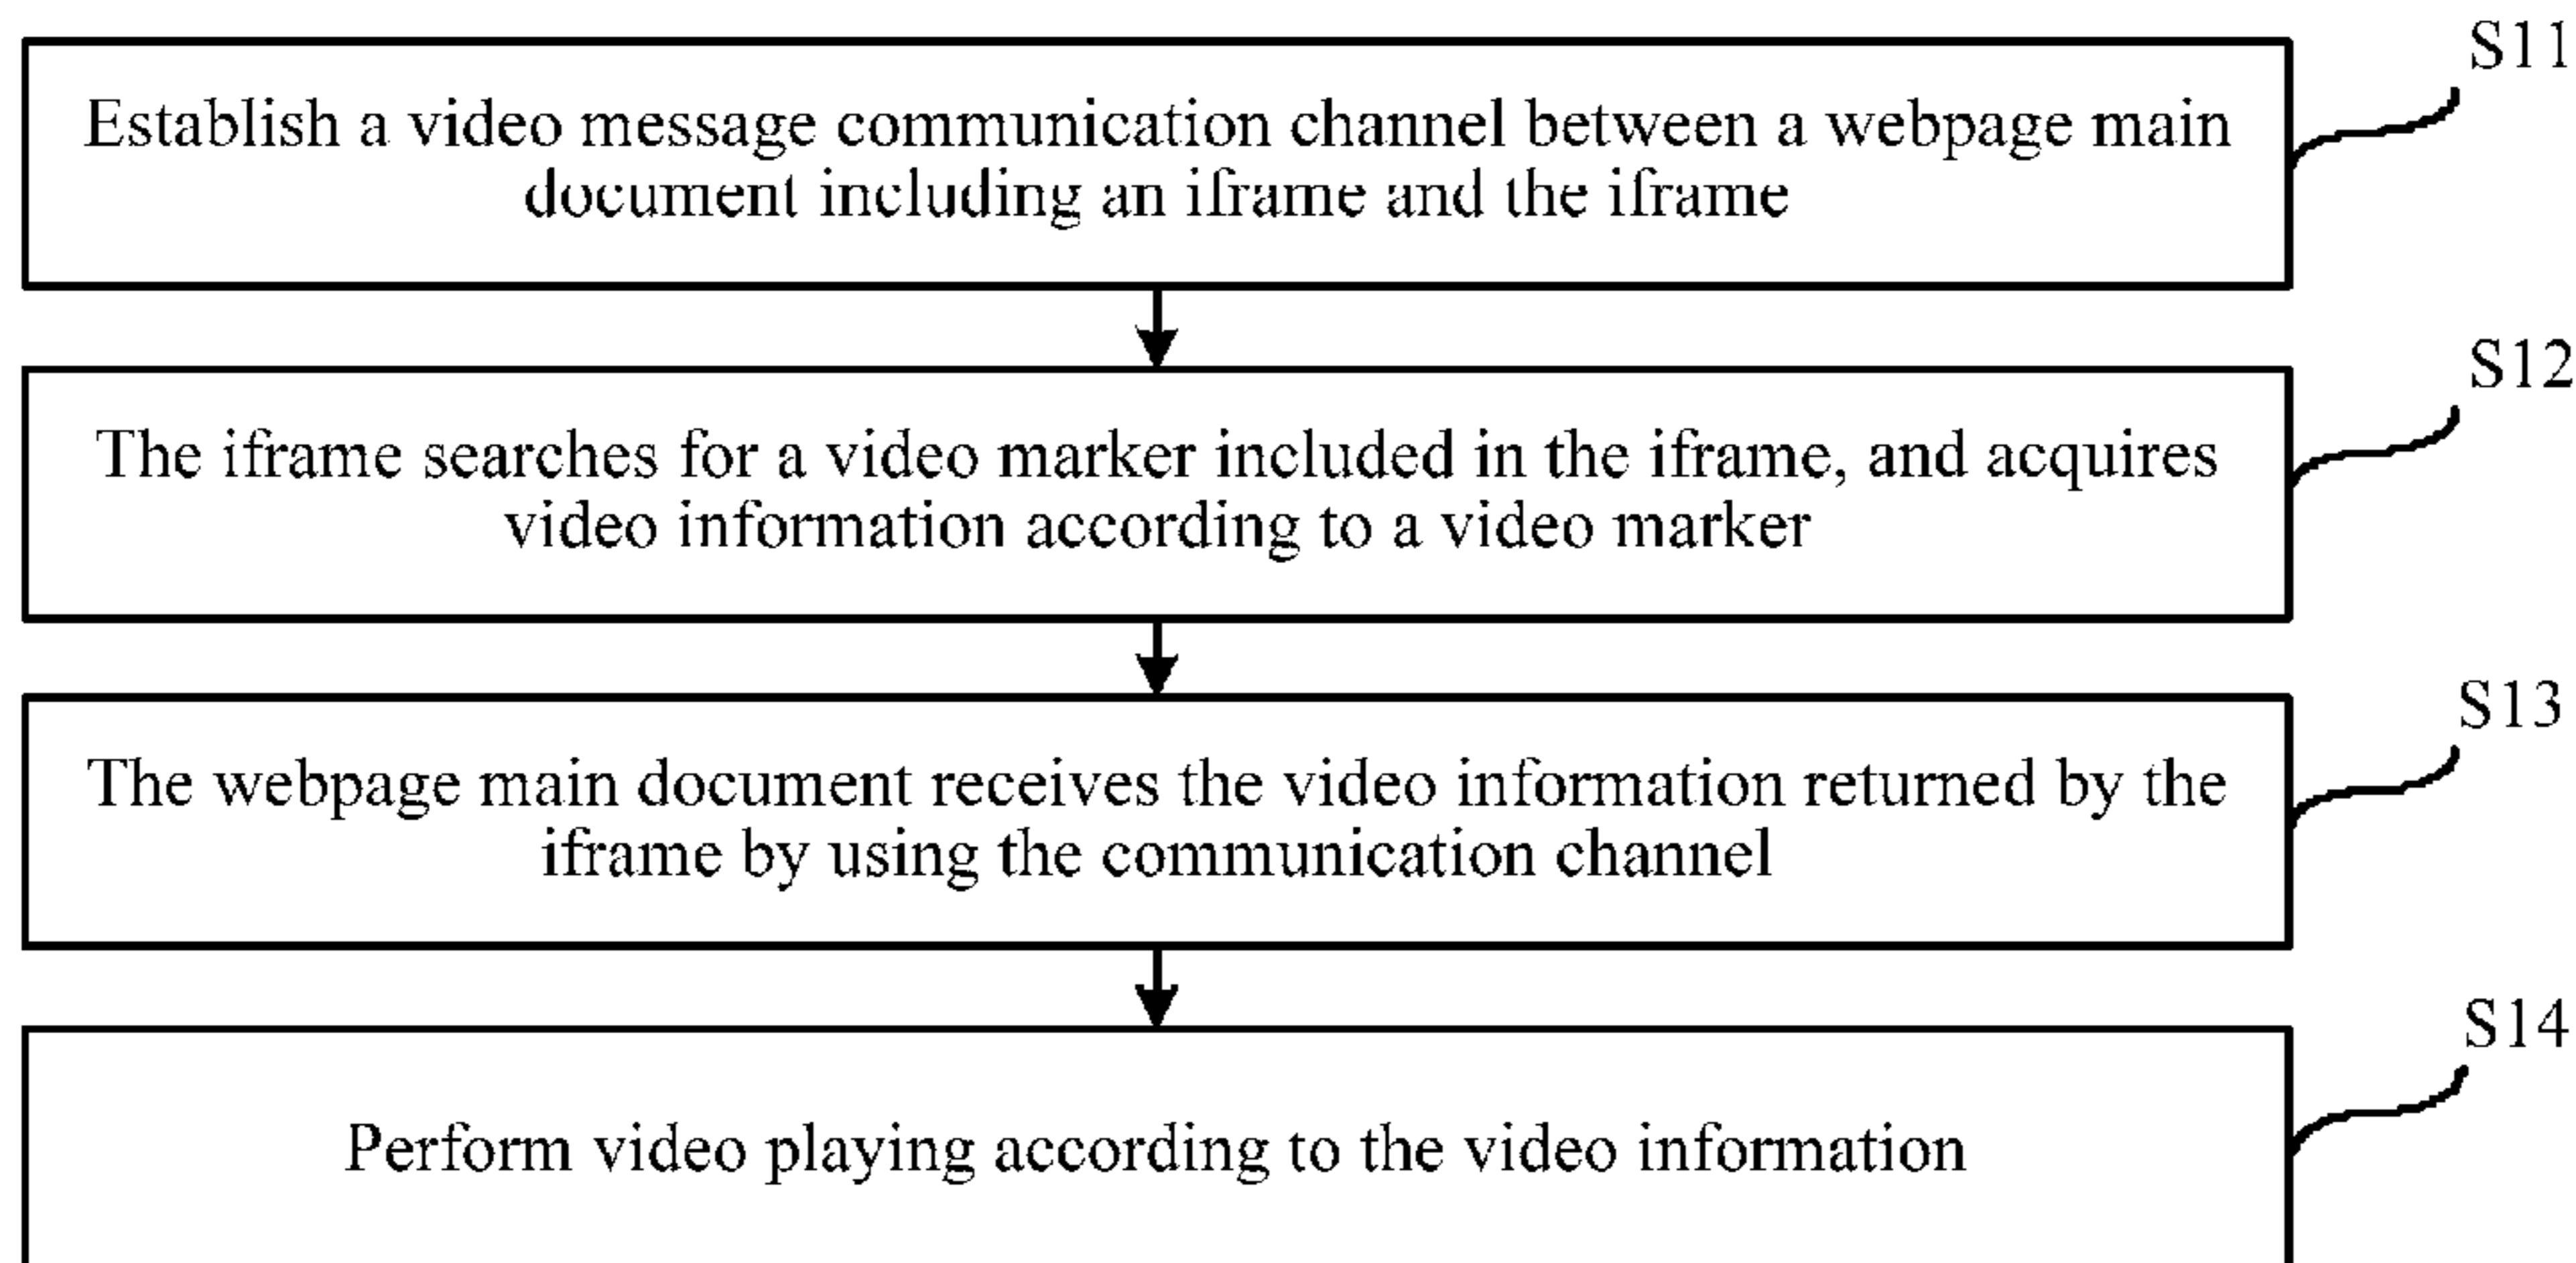 S11
Establish a video message communication channel between a webpage main
document including an iframe and the iframe
S12
The iframe searches for a video marker included in the iframe, and acquires
video information according to a video marker
S13
The webpage main document receives the video information returned by the
iframe by using the communication channel
S14
Perform video playing according to the video information